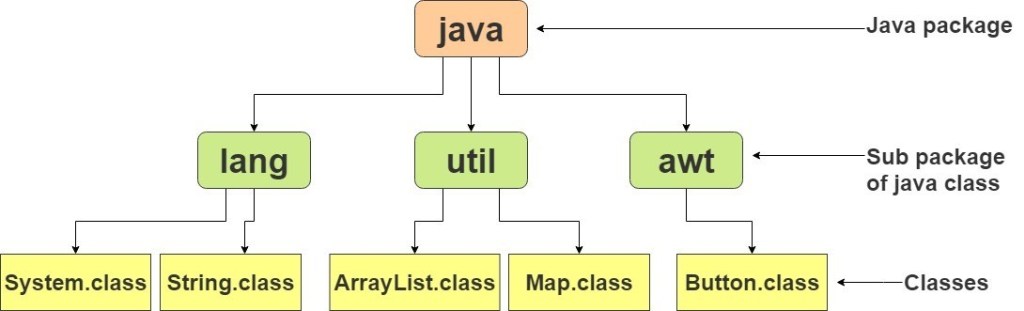 java
Java package
lang
util
awt
Sub package
of java class
System.class
String.class
ArrayList.class
Map.class
Button.class
Classes